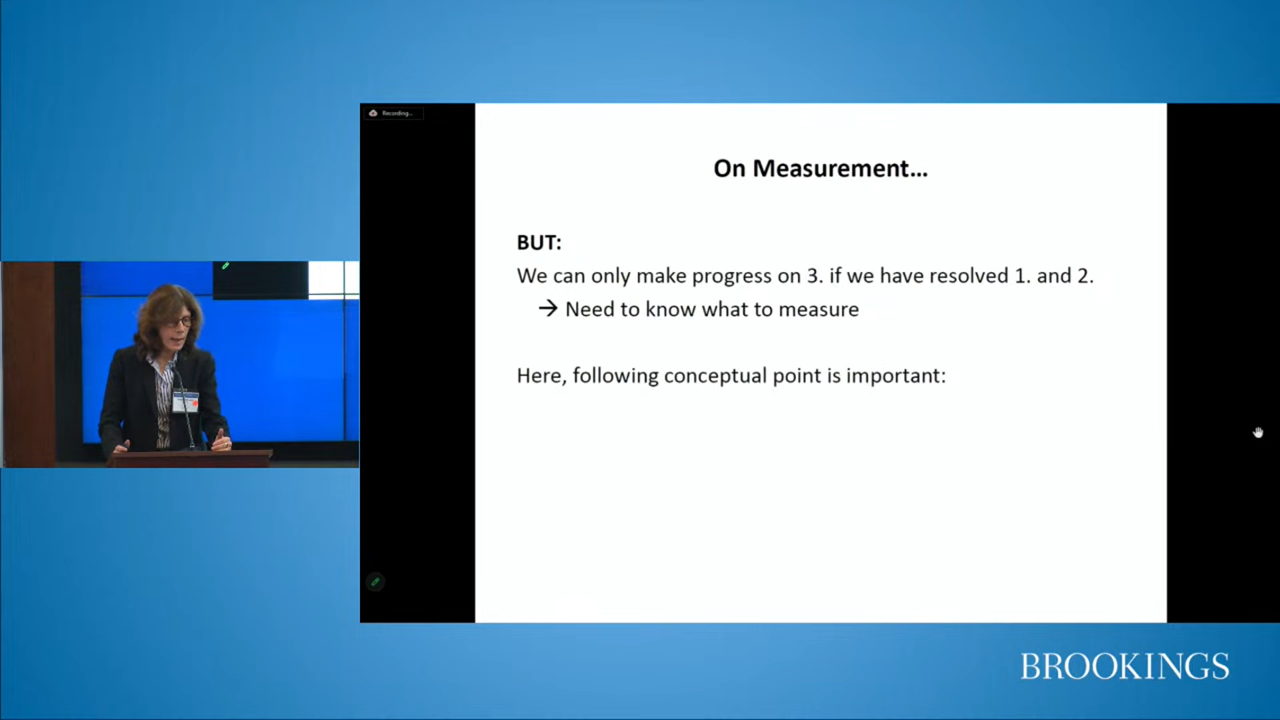 Recording...
On Measurement...
BUT:
We can only make progress on 3. if we have resolved 1. and 2.
→ Need to know what to measure
Here, following conceptual point is important:
BROOKINGS